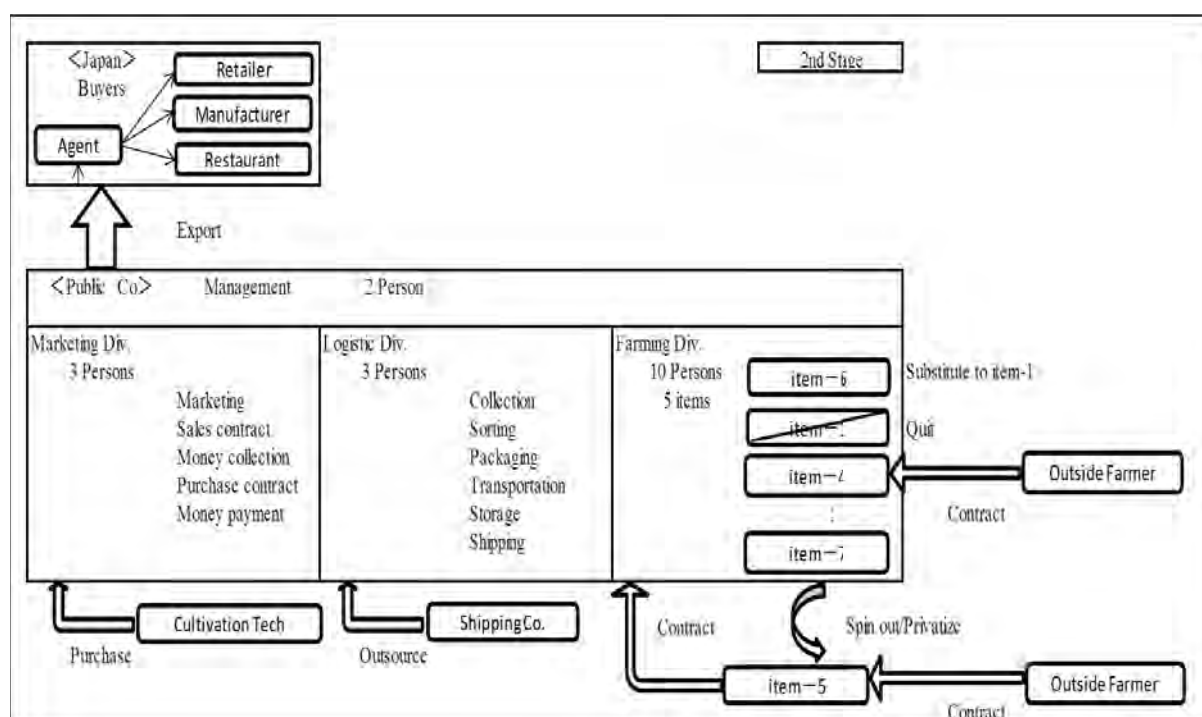 <Japan>
Buyers
Retailer
Manufacturer
Agent
Restaurant
2nd Stage
Export
<Public Co>
Management
2 Person
Marketing Div.
3 Persons
Marketing
Sales contract
Money collection
Purchase contract
Money payment
Logistic Div.
3 Persons
Collection
Sorting
Packaging
Transportation
Storage
Shipping
Farming Div.
10 Persons
5 items
item-6
Substitute to item-1
Quit
item-4
Outside Farmer
Contract
item-7
Cultivation Tech
Purchase
Shipping Co.
Outsource
Contract
Spin out/Privatize
item-5
Outside Farmer
Contract